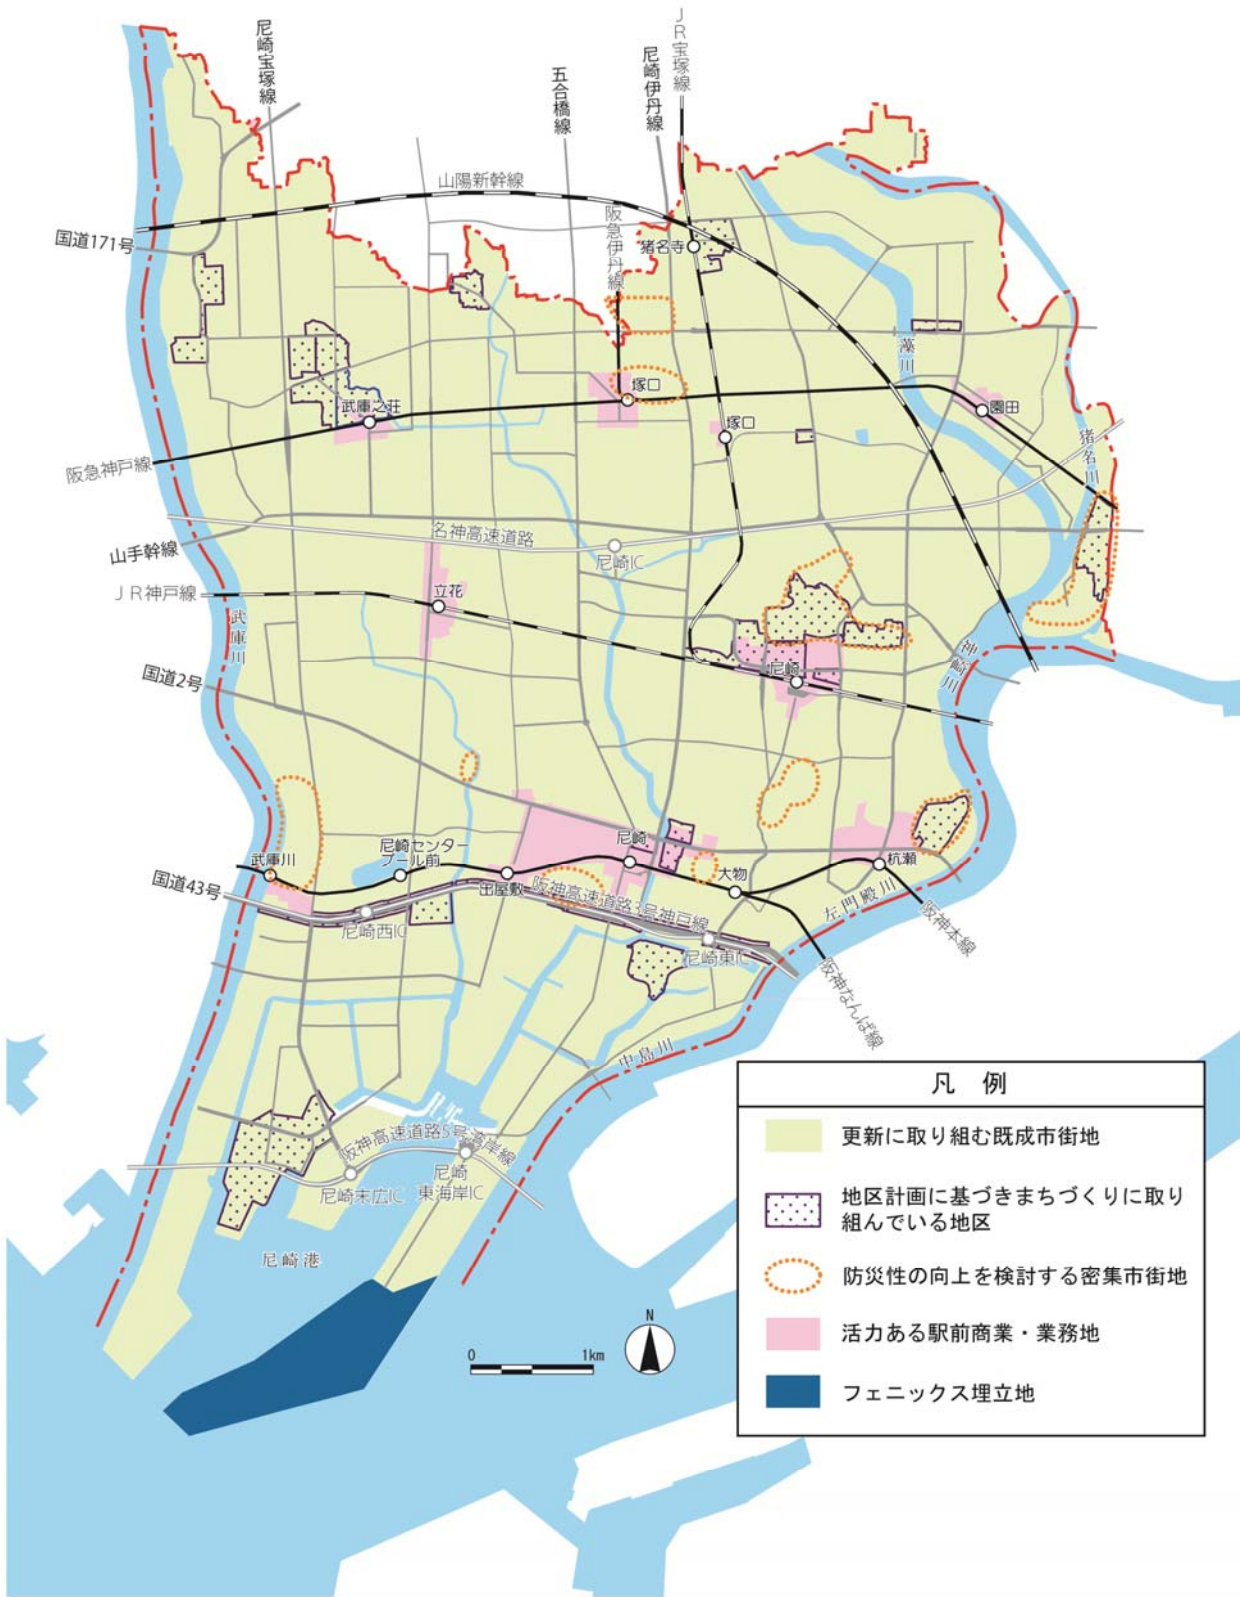 尼崎宝塚線
五合橋線
尼崎伊丹線
ＪＲ宝塚線
山陽新幹線
阪急伊丹線
国道171号
猪名寺
藻川
塚口
武庫之荘
園田
塚口
猪名川
阪急神戸線
名神高速道路
山手幹線
尼崎IC
ＪＲ神戸線
立花
武庫川
神崎川
国道2号
尼崎
尼崎センター
プール前
尼崎
武庫川
杭瀬
国道43号
出屋敷
大物
阪神高速道路3号神戸線
左門殿川
阪神本線
尼崎西IC
尼崎東IC
阪神なんば線
中島川
阪神高速道路5号湾岸線
尼崎末広IC
尼崎
東海岸IC
尼崎港
N
0 1km
凡 例
更新に取り組む既成市街地
地区計画に基づきまちづくりに取り
組んでいる地区
防災性の向上を検討する密集市街地
活力ある駅前商業・業務地
フェニックス埋立地